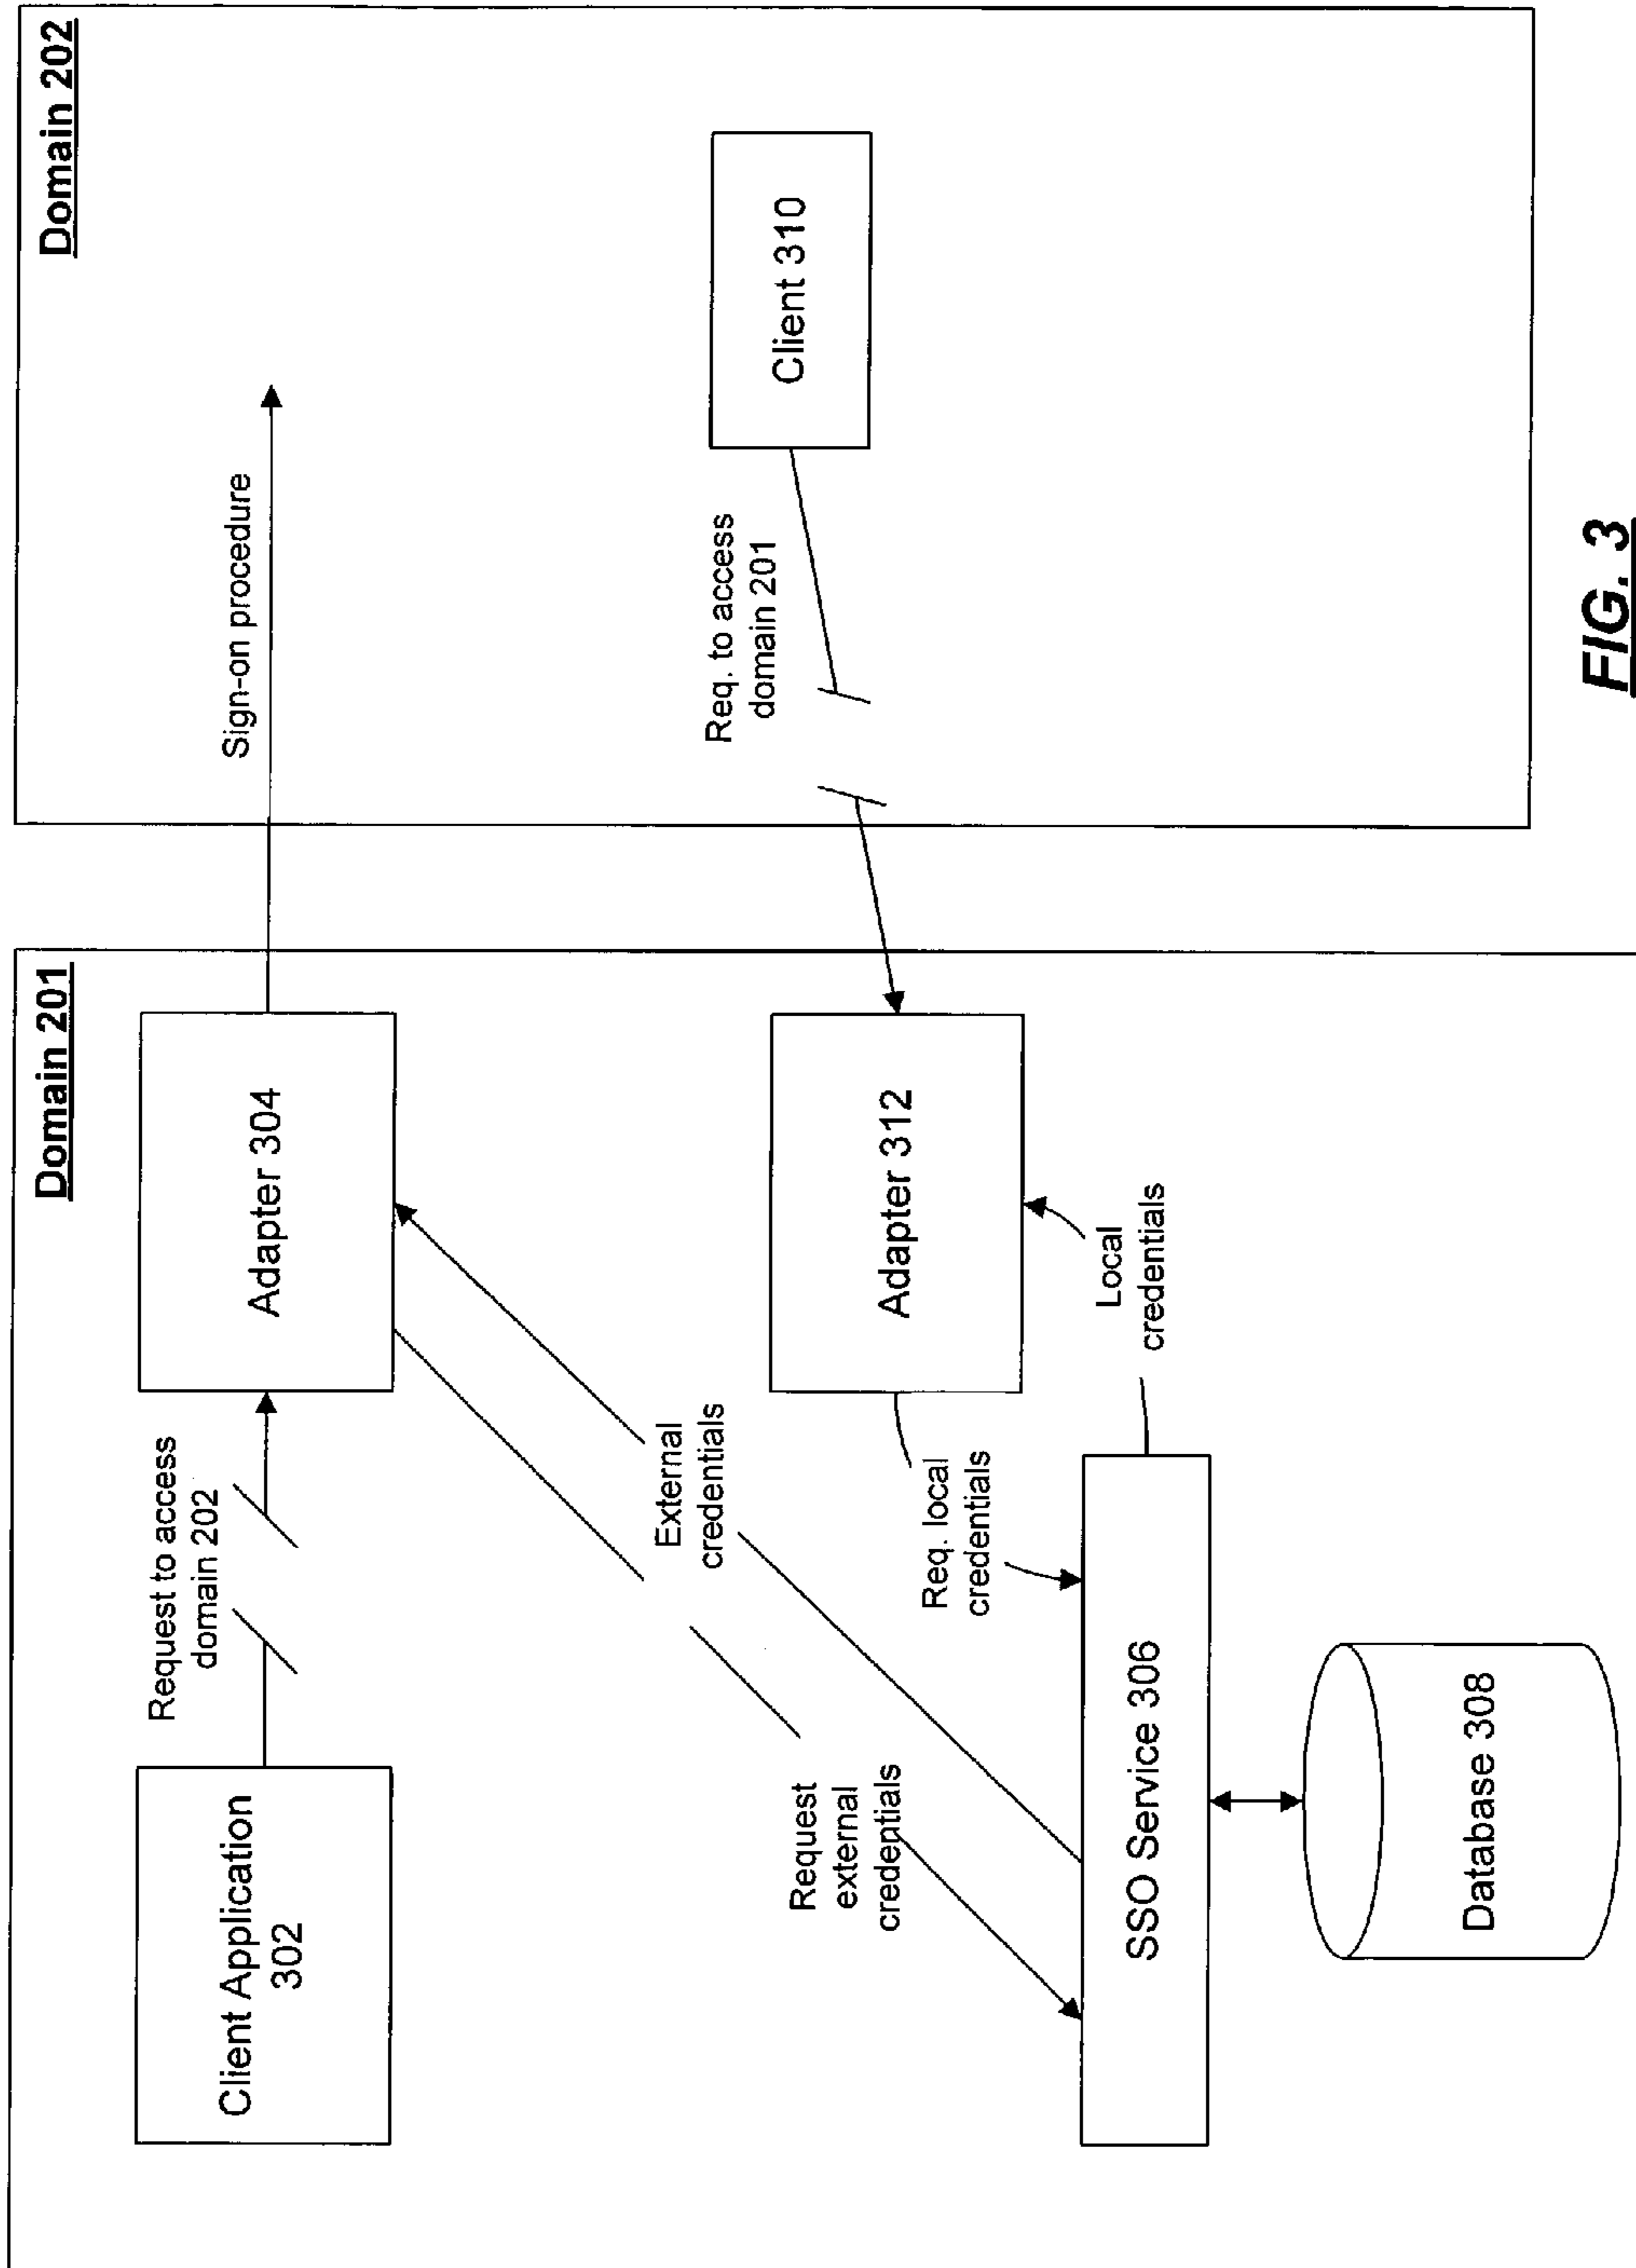 Domain 201
Client Application
302
Request to access
domain 202
Adapter 304
Sign-on procedure
Domain 202
External
credentials
Request
external
credentials
Adapter 312
Req. to access
domain 201
Client 310
Req. local
credentials
Local
credentials
SSO Service 306
Database 308
FIG. 3